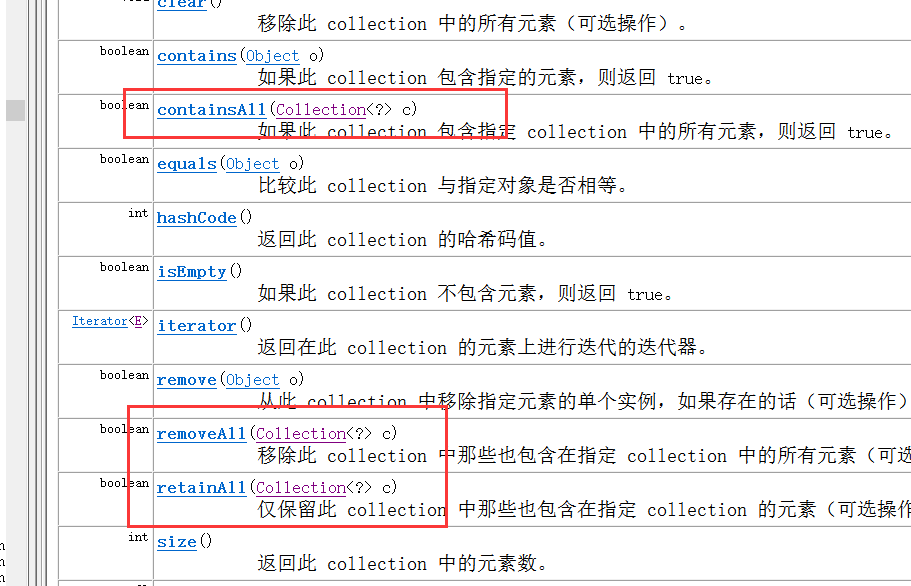 clear()
移除此 collection 中的所有元素（可选操作）。
boolean contains(Object o)
如果此 collection 包含指定的元素，则返回 true。
boolean containsAll(Collection<?> c)
如果此 collection 包含指定 collection 中的所有元素，则返回 true。
boolean equals(Object o)
比较此 collection 与指定对象是否相等。
int hashCode()
返回此 collection 的哈希码值。
boolean isEmpty()
如果此 collection 不包含元素，则返回 true。
Iterator<E> iterator()
返回在此 collection 的元素上进行迭代的迭代器。
boolean remove(Object o)
从此 collection 中移除指定元素的单个实例，如果存在的话（可选操作）
boolean removeAll(Collection<?> c)
移除此 collection 中那些也包含在指定 collection 中的所有元素（可选
boolean retainAll(Collection<?> c)
仅保留此 collection 中那些也包含在指定 collection 的元素（可选操作
int size()
返回此 collection 中的元素数。